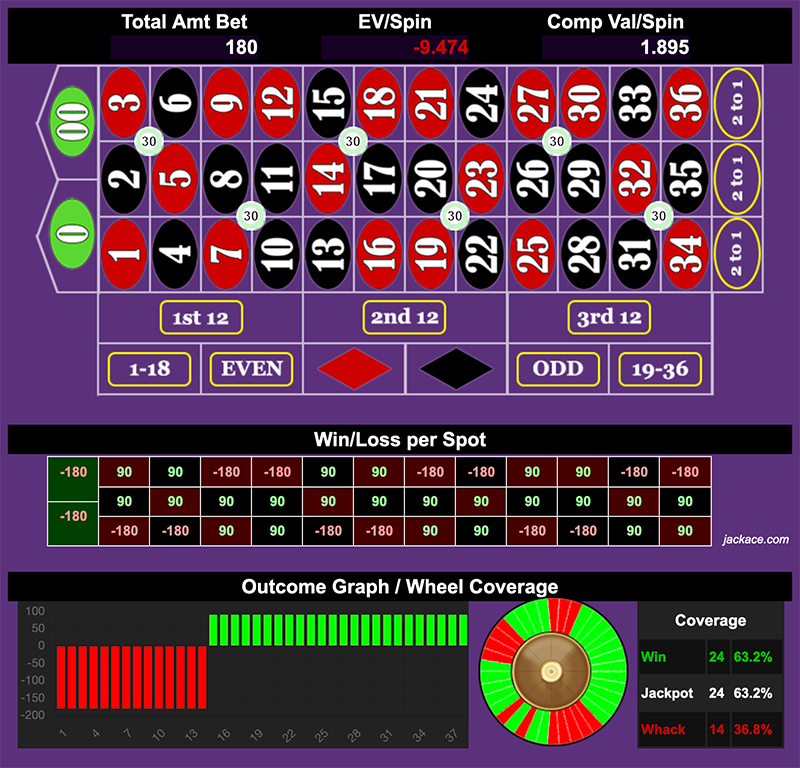 Total Amt Bet EV/Spin Comp Val/Spin
180 -9.474 1.895
00 3 6 9 12 15 18 21 24 27 30 33 36 2 to 1
30 30 30
2 5 8 11 14 17 20 23 26 29 32 35 2 to 1
30 30 30
0 1 4 7 10 13 16 19 22 25 28 31 34 2 to 1
1st 12 2nd 12 3rd 12
1-18 EVEN ODD 19-36
Win/Loss per Spot
-180 90 90 -180 -180 90 90 -180 -180 90 90 -180 -180
90 90 90 90 90 90 90 90 90 90 90 90
-180 -180 -180 90 90 -180 -180 90 90 -180 -180 90 90
jackace.com
Outcome Graph / Wheel Coverage
100
50
0
-50
-100
-150
-200
1 4 7 10 13 16 19 22 25 28 31 34 37
Coverage
Win 24 63.2%
Jackpot 24 63.2%
Whack 14 36.8%